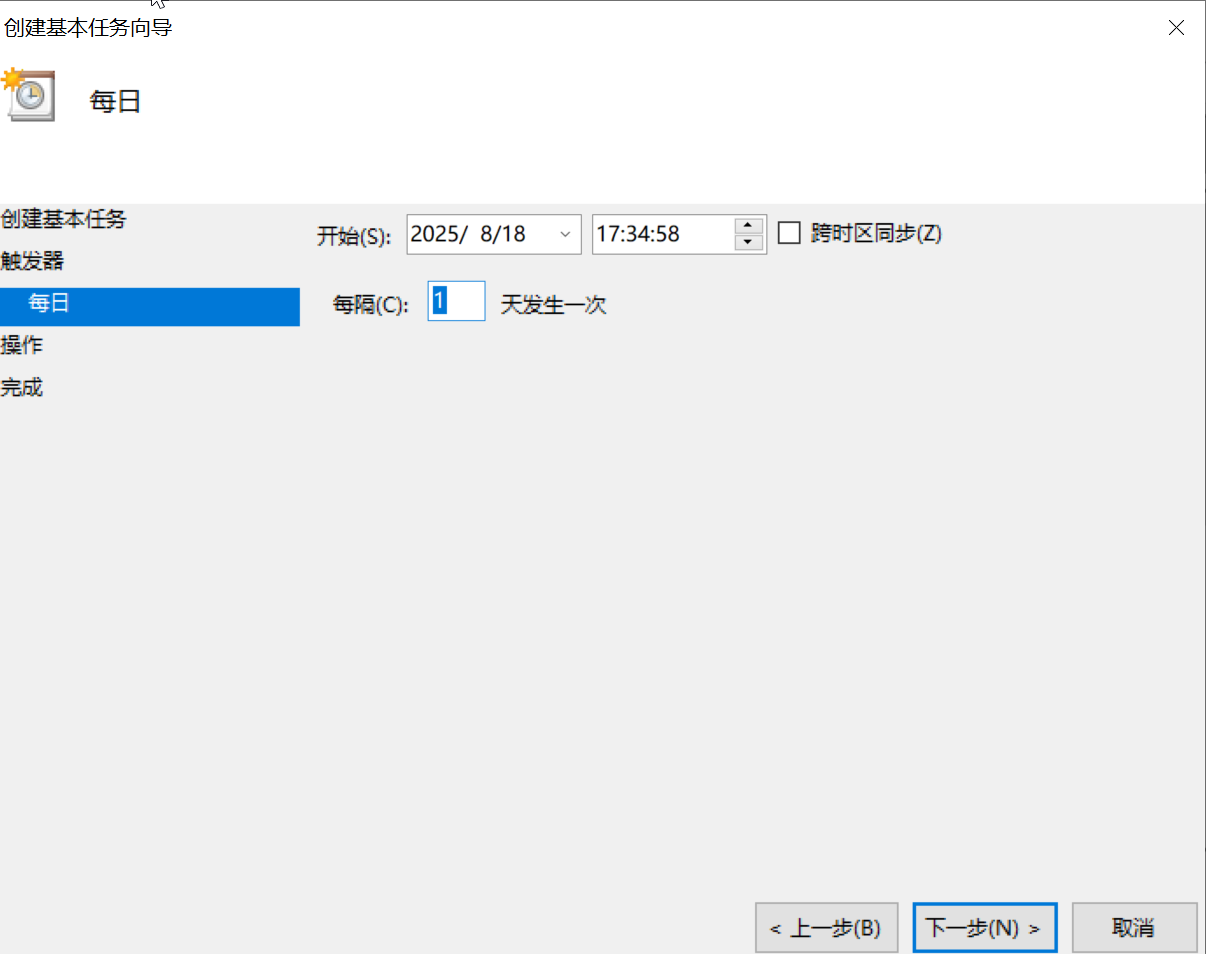 创建基本任务向导
每日
创建基本任务
触发器
每日
操作
完成
开始(S): 2025/ 8/18 17:34:58 跨时区同步(Z)
每隔(C): 1 天发生一次
< 上一步(B) 下一步(N) > 取消